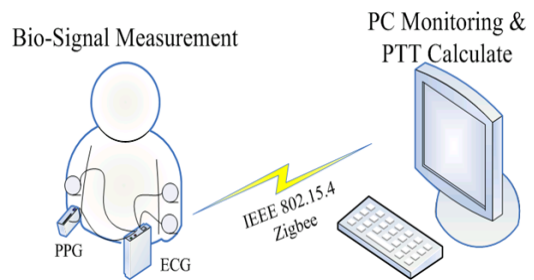 Bio-Signal Measurement
PC Monitoring &
PTT Calculate
IEEE 802.15.4
Zigbee
PPG
ECG